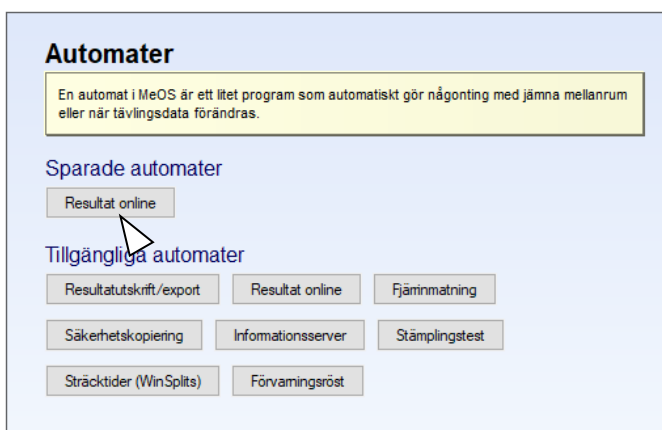 Automater
En automat i MeOS är ett litet program som automatiskt gör någonting med jämna mellanrum
eller när tävlingsdata förändras.
Sparade automater
Resultat online
Tillgängliga automater
Resultatutskrift/export Resultat online Fjärrinmatning
Säkerhetskopiering Informationsserver Stämplingstest
Sträcktider (WinSplits) Förvarningsröst